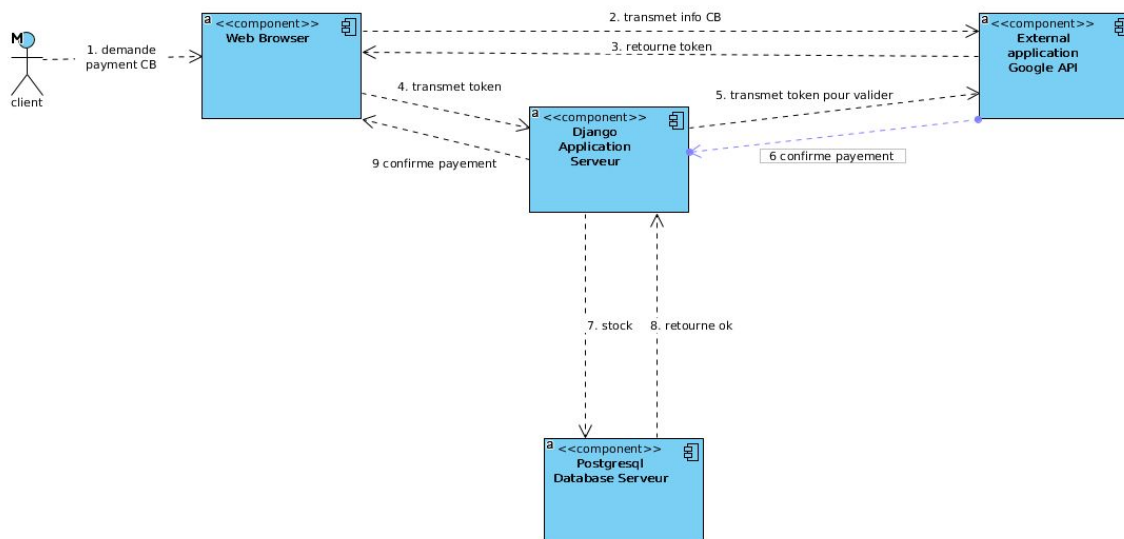 a
<<component>>
Web Browser
2. transmet info CB
a
<<component>>
External
application
Google API
3. retourne token
M
client
1. demande
payment CB
4. transmet token
5. transmet token pour valider
a
<<component>>
Django
Application
Serveur
9 confirme payement
6 confirme payement
7. stock
8. retourne ok
a
<<component>>
Postgresql
Database Serveur